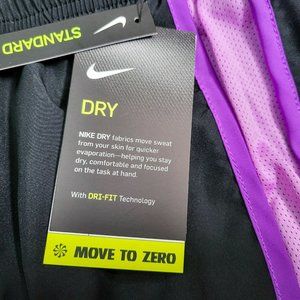 STANDARD
DRY
NIKE DRY fabrics move sweat
from your skin for quicker
evaporation—helping you stay
dry, comfortable and focused
on the task at hand.
With DRI-FIT Technology
MOVE TO ZERO